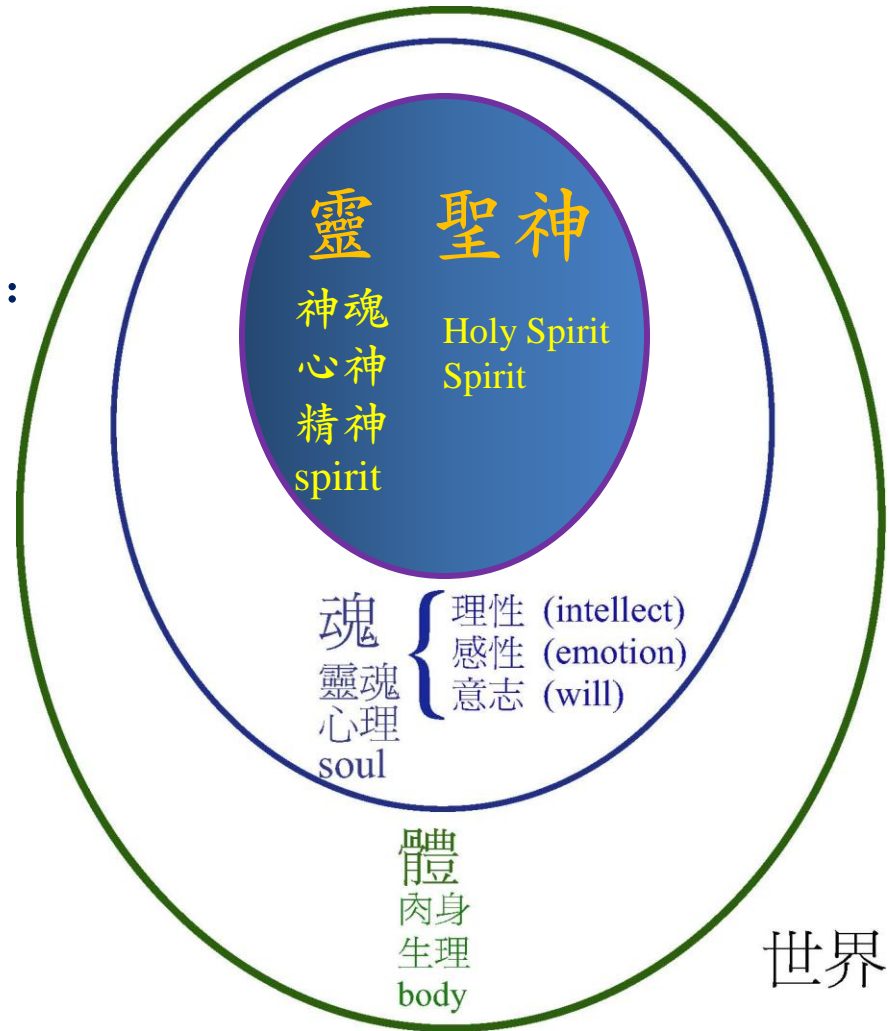 靈 聖神
:
神魂
心神
精神
spirit
Holy Spirit
Spirit
魂
靈魂
心理
soul
{
理性 (intellect)
感性 (emotion)
意志 (will)
體
肉身
生理
body
世界